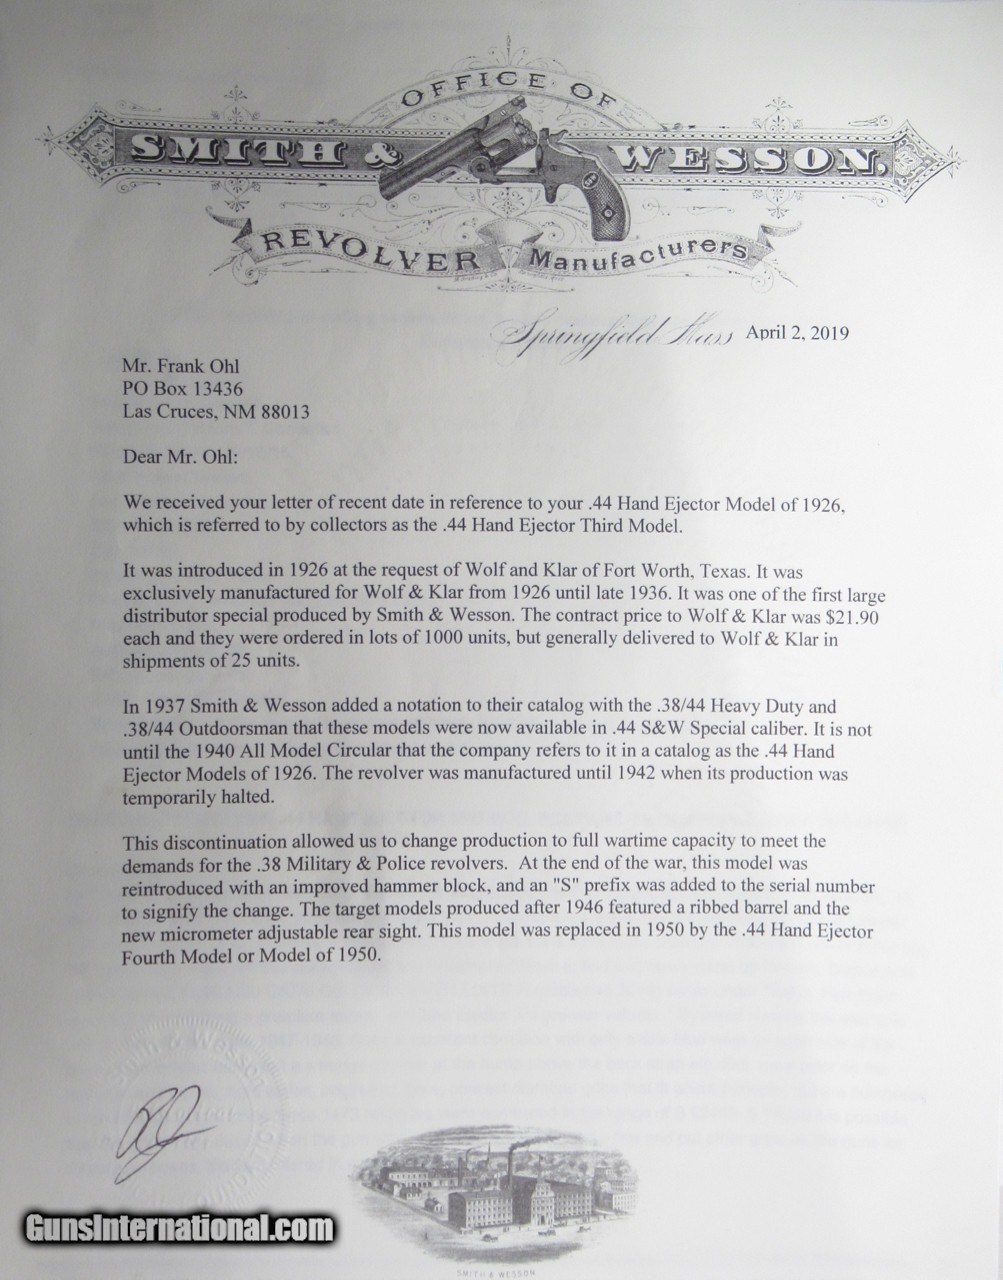 OFFICE OF
SMITH & WESSON,
REVOLVER Manufacturers
Springfield Mass April 2, 2019
Mr. Frank Ohl
PO Box 13436
Las Cruces, NM 88013
Dear Mr. Ohl:
We received your letter of recent date in reference to your .44 Hand Ejector Model of 1926,
which is referred to by collectors as the .44 Hand Ejector Third Model.
It was introduced in 1926 at the request of Wolf and Klar of Fort Worth, Texas. It was
exclusively manufactured for Wolf & Klar from 1926 until late 1936. It was one of the first large
distributor special produced by Smith & Wesson. The contract price to Wolf & Klar was $21.90
each and they were ordered in lots of 1000 units, but generally delivered to Wolf & Klar in
shipments of 25 units.
In 1937 Smith & Wesson added a notation to their catalog with the .38/44 Heavy Duty and
.38/44 Outdoorsman that these models were now available in .44 S&W Special caliber. It is not
until the 1940 All Model Circular that the company refers to it in a catalog as the .44 Hand
Ejector Models of 1926. The revolver was manufactured until 1942 when its production was
temporarily halted.
This discontinuation allowed us to change production to full wartime capacity to meet the
demands for the .38 Military & Police revolvers.  At the end of the war, this model was
reintroduced with an improved hammer block, and an "S" prefix was added to the serial number
to signify the change. The target models produced after 1946 featured a ribbed barrel and the
new micrometer adjustable rear sight. This model was replaced in 1950 by the .44 Hand Ejector
Fourth Model or Model of 1950.
Smith & Wesson
SMITH & WESSON
GunsInternational.com